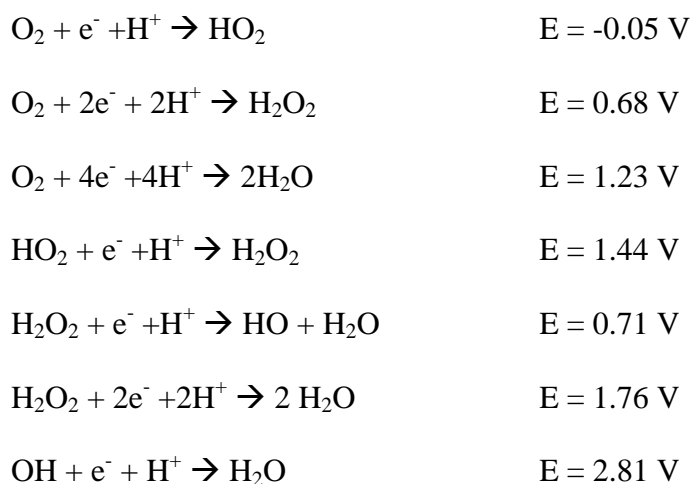 O₂ + e⁻ +H⁺ → HO₂ E = -0.05 V
O₂ + 2e⁻ + 2H⁺ → H₂O₂ E = 0.68 V
O₂ + 4e⁻ +4H⁺ → 2H₂O E = 1.23 V
HO₂ + e⁻ +H⁺ → H₂O₂ E = 1.44 V
H₂O₂ + e⁻ +H⁺ → HO + H₂O E = 0.71 V
H₂O₂ + 2e⁻ +2H⁺ → 2 H₂O E = 1.76 V
OH + e⁻ + H⁺ → H₂O E = 2.81 V